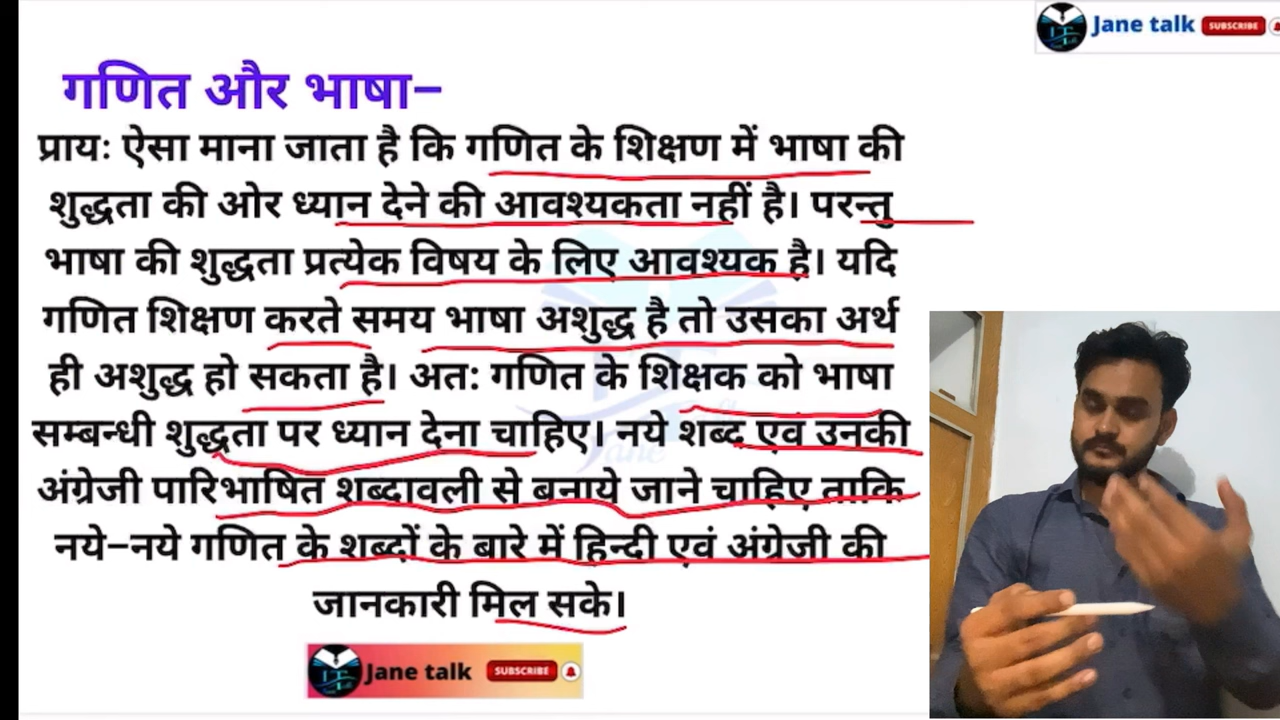 Jane talk SUBSCRIBE
गणित और भाषा–
प्रायः ऐसा माना जाता है कि गणित के शिक्षण में भाषा की
शुद्धता की ओर ध्यान देने की आवश्यकता नहीं है। परन्तु
भाषा की शुद्धता प्रत्येक विषय के लिए आवश्यक है। यदि
गणित शिक्षण करते समय भाषा अशुद्ध है तो उसका अर्थ
ही अशुद्ध हो सकता है। अत: गणित के शिक्षक को भाषा
सम्बन्धी शुद्धता पर ध्यान देना चाहिए। नये शब्द एवं उनकी
अंग्रेजी पारिभाषित शब्दावली से बनाये जाने चाहिए ताकि
नये–नये गणित के शब्दों के बारे में हिन्दी एवं अंग्रेजी की
जानकारी मिल सके।
Jane talk SUBSCRIBE